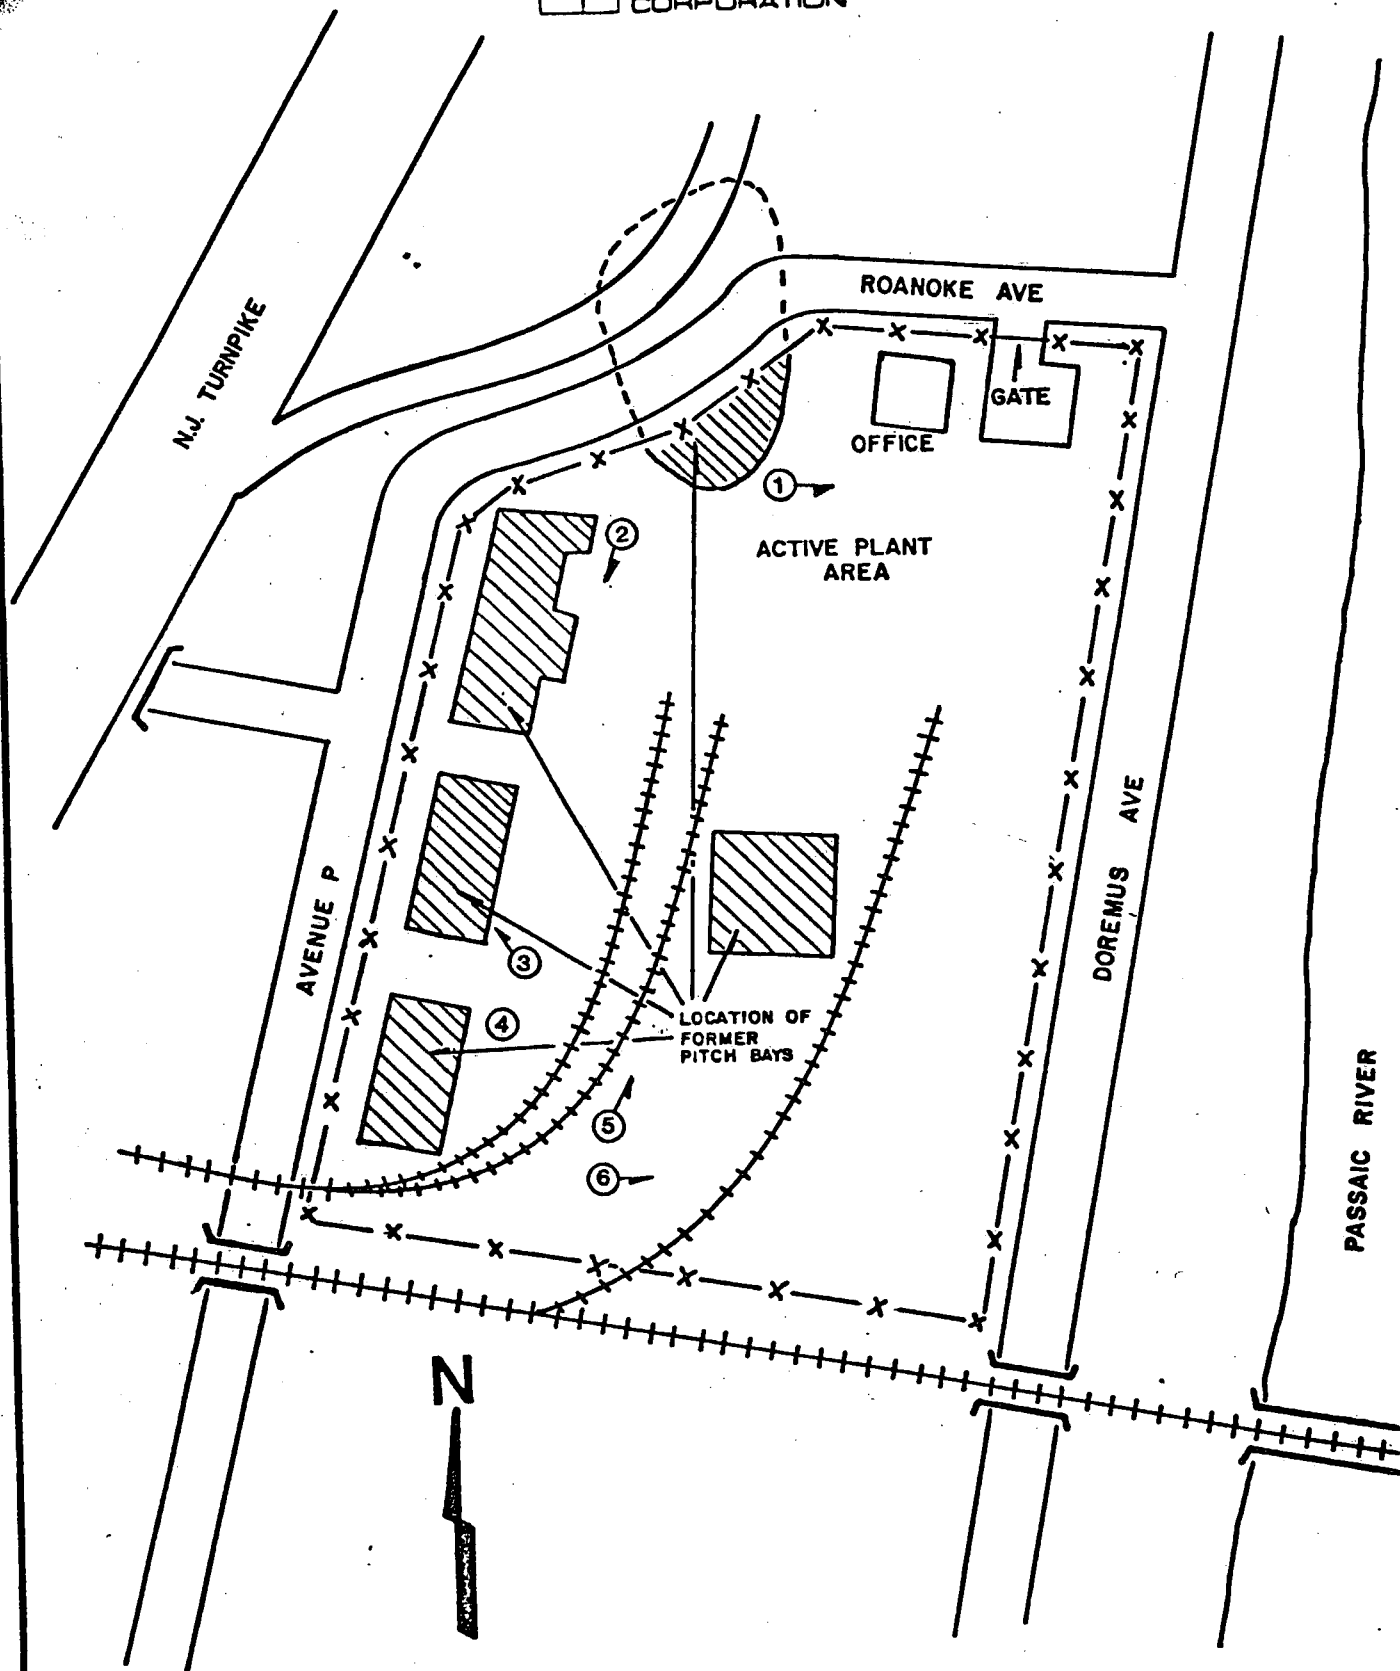 CORPORATION
ROANOKE AVE
N.J. TURNPIKE
GATE
OFFICE
1
2
ACTIVE PLANT
AREA
AVENUE P
DOREMUS AVE
3
4
LOCATION OF
FORMER
PITCH BAYS
5
6
PASSAIC RIVER
N